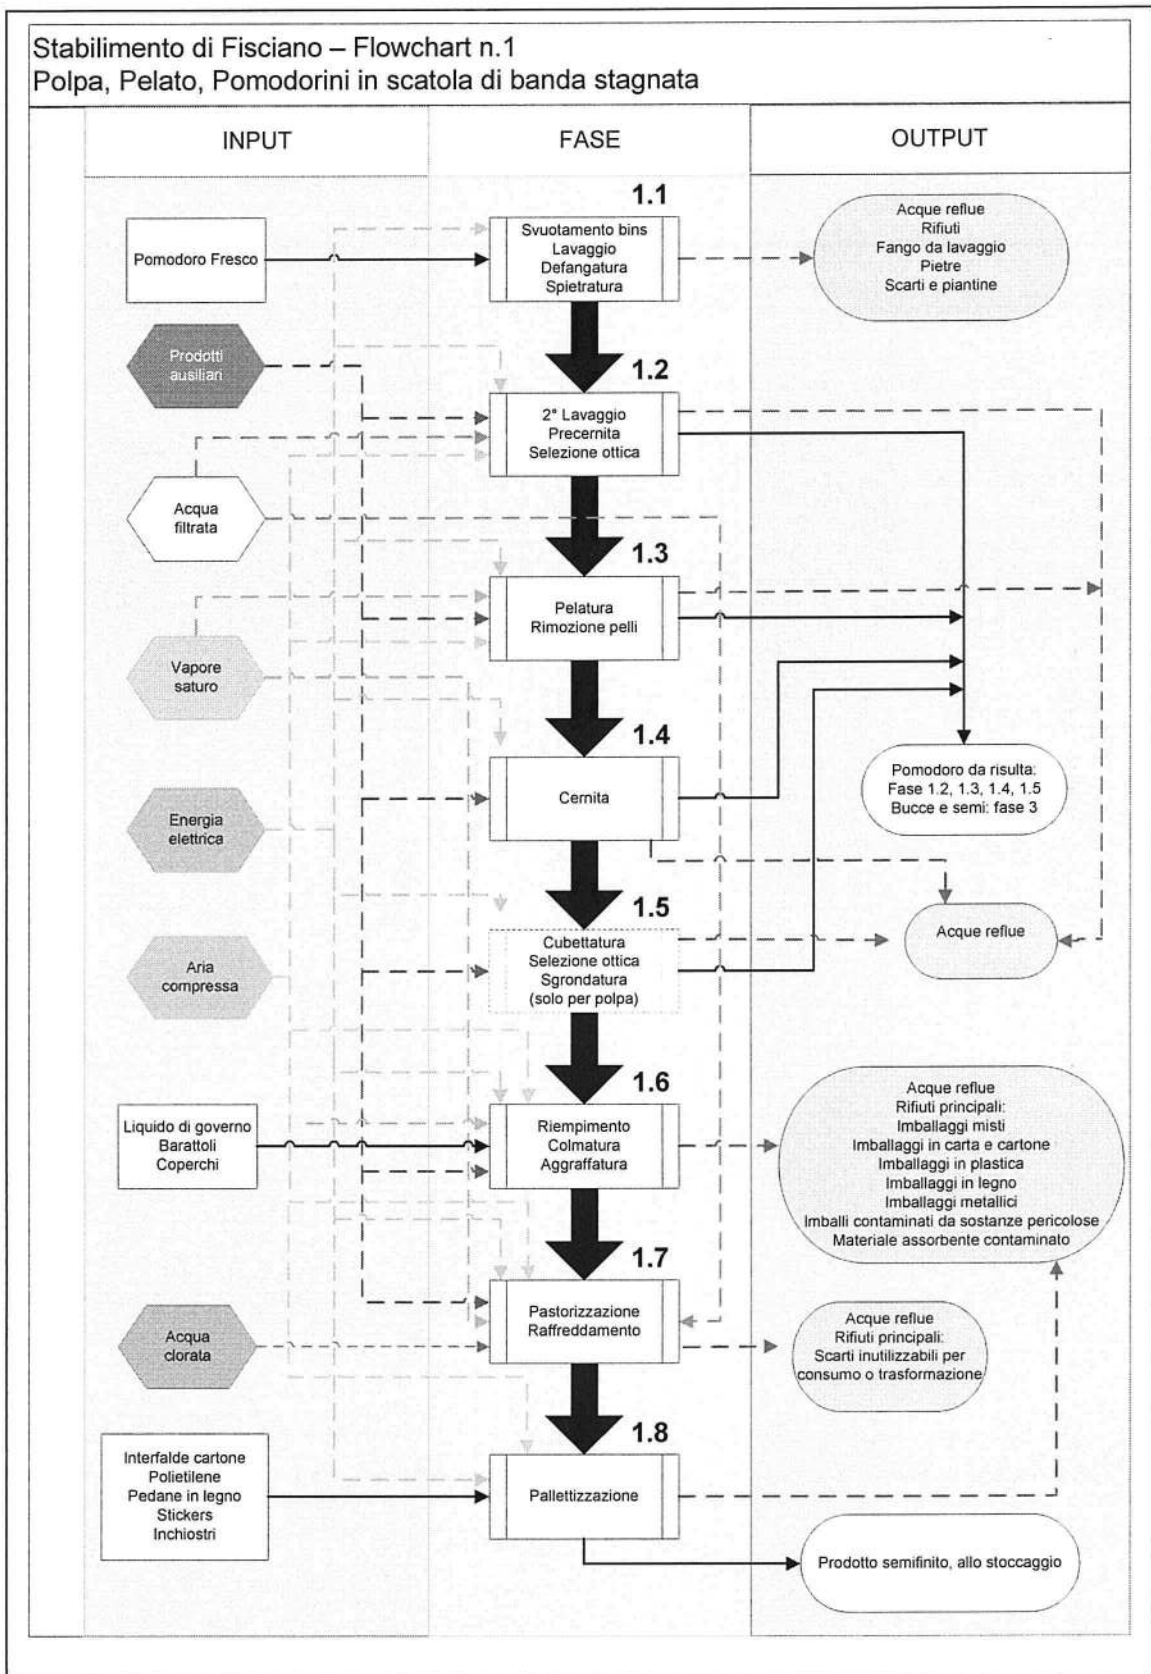 Stabilimento di Fisciano – Flowchart n.1
Polpa, Pelato, Pomodorini in scatola di banda stagnata
INPUT
FASE
OUTPUT
1.1
Pomodoro Fresco
Svuotamento bins
Lavaggio
Defangatura
Spietratura
Acque reflue
Rifiuti
Fango da lavaggio
Pietre
Scarti e piantine
Prodotti
ausiliari
1.2
2° Lavaggio
Precernita
Selezione ottica
Acqua
filtrata
1.3
Pelatura
Rimozione pelli
Vapore
saturo
1.4
Cernita
Pomodoro da risulta:
Fase 1.2, 1.3, 1.4, 1.5
Bucce e semi: fase 3
Energia
elettrica
1.5
Cubettatura
Selezione ottica
Sgrondatura
(solo per polpa)
Acque reflue
Aria
compressa
1.6
Liquido di governo
Barattoli
Coperchi
Riempimento
Colmatura
Aggraffatura
Acque reflue
Rifiuti principali:
Imballaggi misti
Imballaggi in carta e cartone
Imballaggi in plastica
Imballaggi in legno
Imballaggi metallici
Imballi contaminati da sostanze pericolose
Materiale assorbente contaminato
1.7
Pastorizzazione
Raffreddamento
Acqua
clorata
Acque reflue
Rifiuti principali:
Scarti inutilizzabili per
consumo o trasformazione
1.8
Interfalde cartone
Polietilene
Pedane in legno
Stickers
Inchiostri
Pallettizzazione
Prodotto semifinito, allo stoccaggio